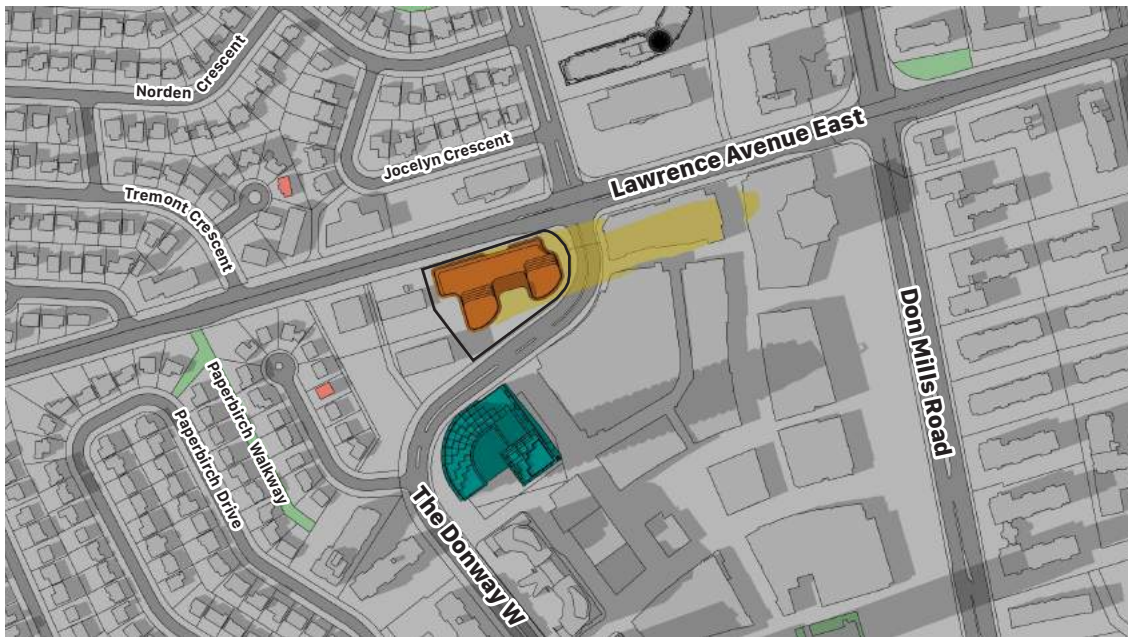 Norden Crescent
Lawrence Avenue East
Jocelyn Crescent
Tremont Crescent
Don Mills Road
Paperbirch Walkway
Paperbirch Drive
The Donway W